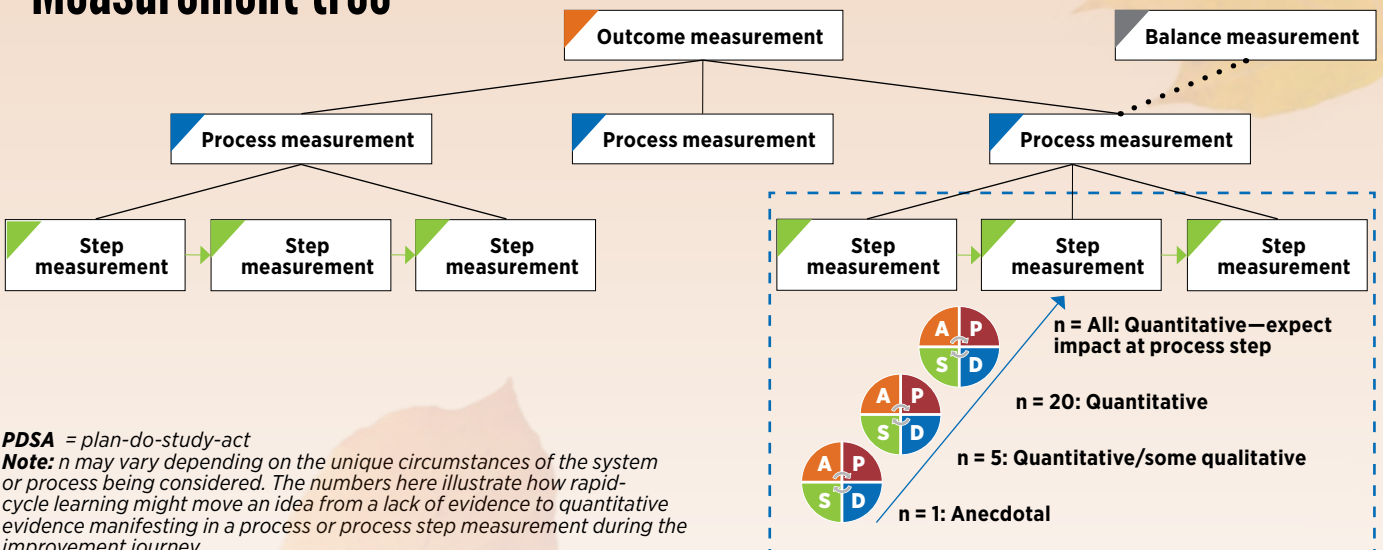 Measurement tree
Outcome measurement
Balance measurement
Process measurement
Process measurement
Process measurement
Step
measurement
Step
measurement
Step
measurement
Step
measurement
Step
measurement
Step
measurement
A P
S D
A P
S D
A P
S D
n = All: Quantitative—expect
impact at process step
n = 20: Quantitative
n = 5: Quantitative/some qualitative
n = 1: Anecdotal
PDSA = plan-do-study-act
Note: n may vary depending on the unique circumstances of the system
or process being considered. The numbers here illustrate how rapid-
cycle learning might move an idea from a lack of evidence to quantitative
evidence manifesting in a process or process step measurement during the
improvement journey.